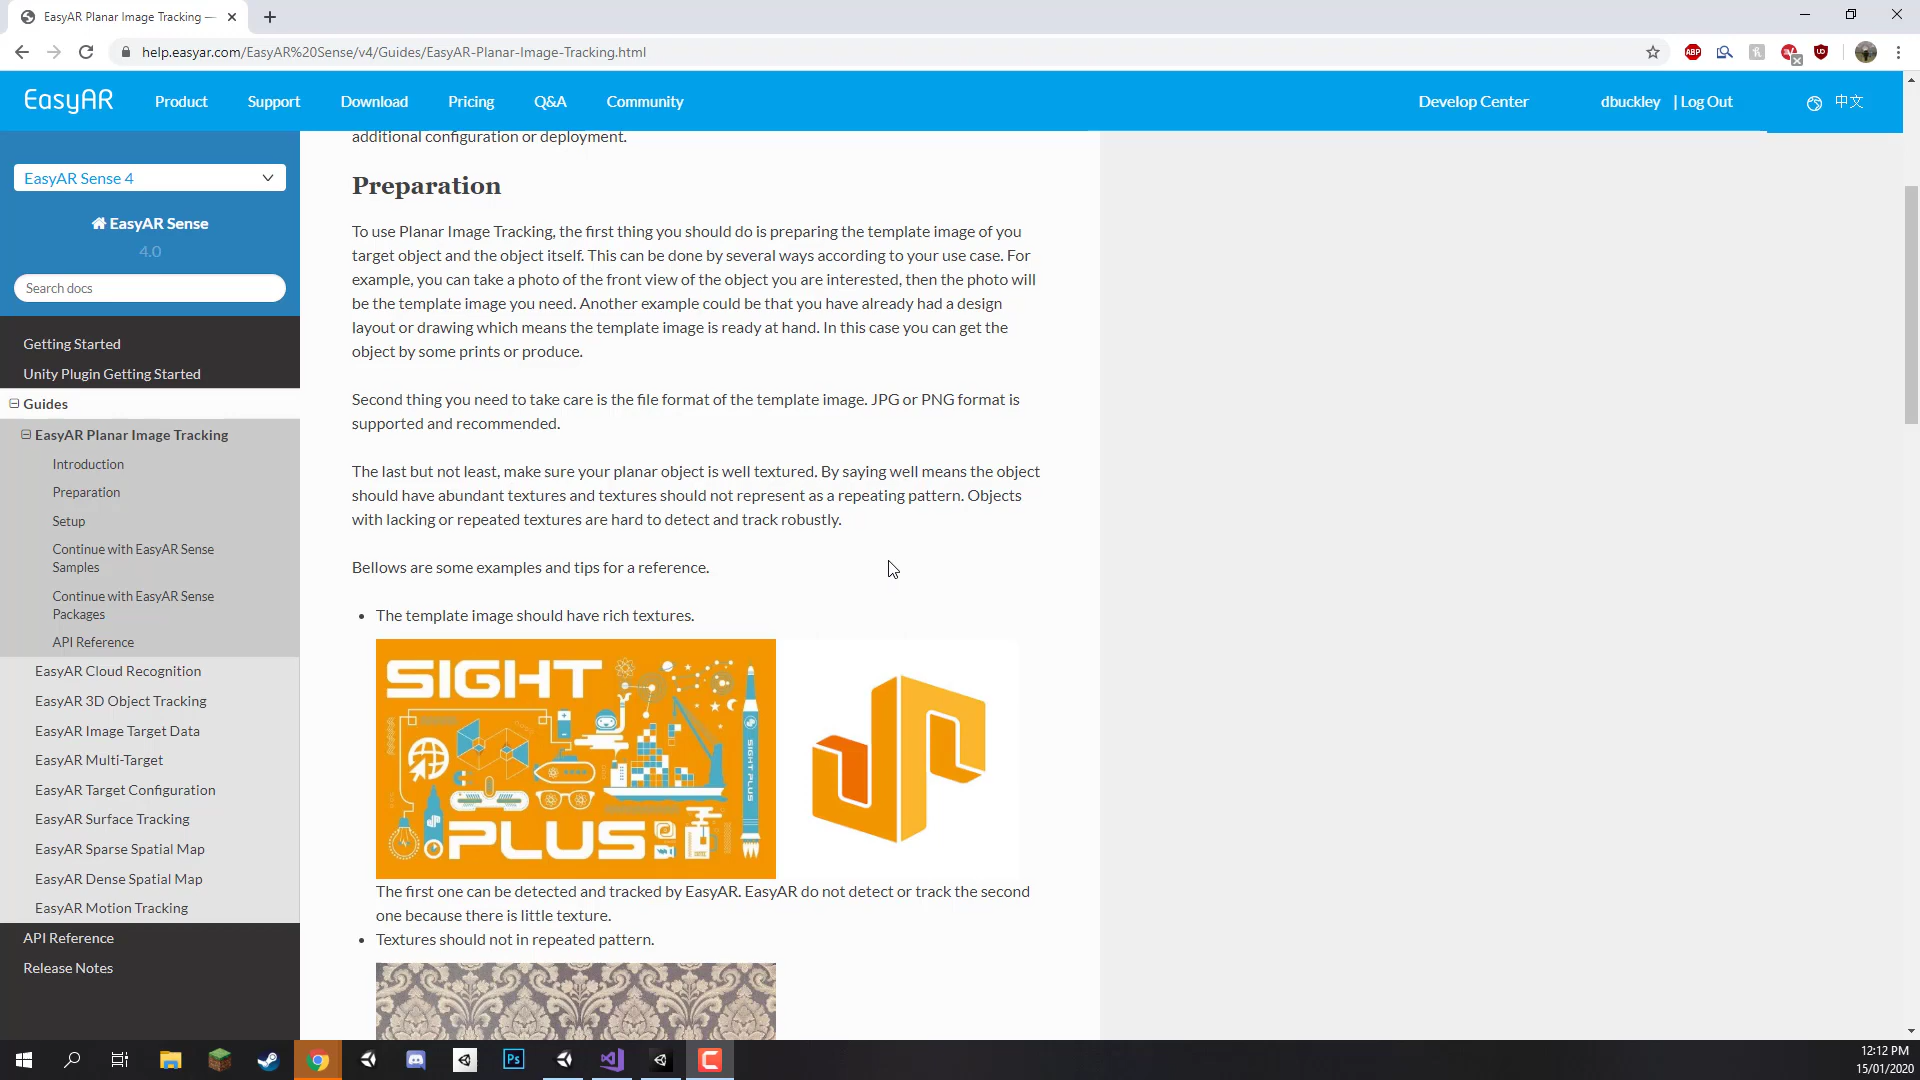 EasyAR Planar Image Tracking —
help.easyar.com/EasyAR%20Sense/v4/Guides/EasyAR-Planar-Image-Tracking.html
EasyAR Product Support Download Pricing Q&A Community Develop Center dbuckley | Log Out 中文
EasyAR Sense 4
EasyAR Sense
4.0
Search docs
Getting Started
Unity Plugin Getting Started
Guides
EasyAR Planar Image Tracking
Introduction
Preparation
Setup
Continue with EasyAR Sense
Samples
Continue with EasyAR Sense
Packages
API Reference
EasyAR Cloud Recognition
EasyAR 3D Object Tracking
EasyAR Image Target Data
EasyAR Multi-Target
EasyAR Target Configuration
EasyAR Surface Tracking
EasyAR Sparse Spatial Map
EasyAR Dense Spatial Map
EasyAR Motion Tracking
API Reference
Release Notes
additional configuration or deployment.
Preparation
To use Planar Image Tracking, the first thing you should do is preparing the template image of you
target object and the object itself. This can be done by several ways according to your use case. For
example, you can take a photo of the front view of the object you are interested, then the photo will
be the template image you need. Another example could be that you have already had a design
layout or drawing which means the template image is ready at hand. In this case you can get the
object by some prints or produce.
Second thing you need to take care is the file format of the template image. JPG or PNG format is
supported and recommended.
The last but not least, make sure your planar object is well textured. By saying well means the object
should have abundant textures and textures should not represent as a repeating pattern. Objects
with lacking or repeated textures are hard to detect and track robustly.
Bellows are some examples and tips for a reference.
The template image should have rich textures.
SIGHT
PLUS
SIGHT PLUS
The first one can be detected and tracked by EasyAR. EasyAR do not detect or track the second
one because there is little texture.
Textures should not in repeated pattern.
ABP
Ps
12:12 PM
15/01/2020